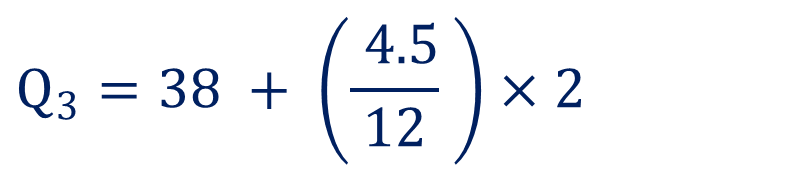 Q₃ = 38 + (4.5/12) × 2